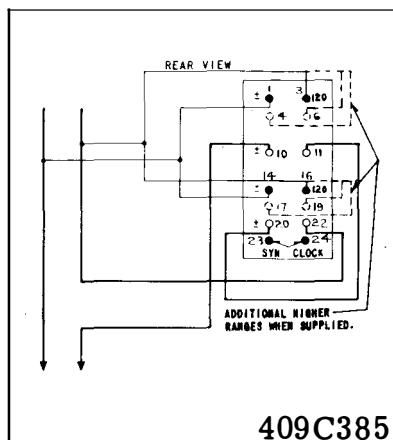 REAR VIEW
1 3
± 120
4 6
± 10 11
14 16
± 120
17 19
± 20 22
23 24
SYN CLOCK
ADDITIONAL HIGHER
RANGES WHEN SUPPLIED.
409C385